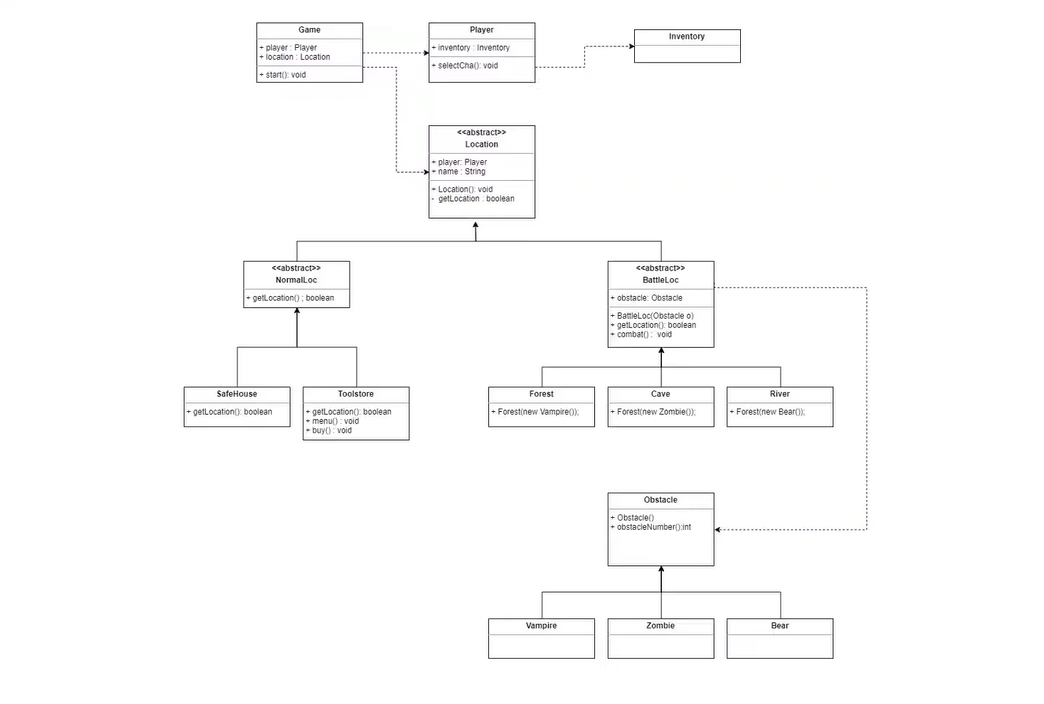 Game
+ player : Player
+ location : Location
+ start(): void
Player
+ inventory : Inventory
+ selectCha(): void
Inventory
<<abstract>>
Location
+ player: Player
+ name : String
+ Location(): void
- getLocation : boolean
<<abstract>>
NormalLoc
+ getLocation() ; boolean
<<abstract>>
BattleLoc
+ obstacle: Obstacle
+ BattleLoc(Obstacle o)
+ getLocation(): boolean
+ combat() : void
SafeHouse
+ getLocation(): boolean
Toolstore
+ getLocation(): boolean
+ menu() : void
+ buy() : void
Forest
+ Forest(new Vampire());
Cave
+ Forest(new Zombie());
River
+ Forest(new Bear());
Obstacle
+ Obstacle()
+ obstacleNumber():int
Vampire
Zombie
Bear